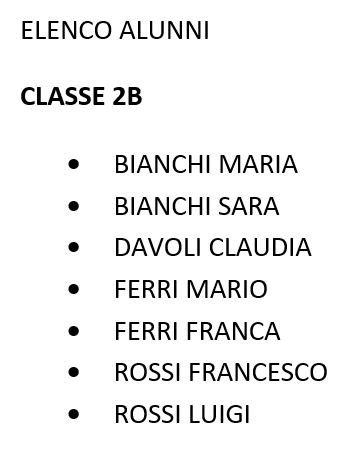 ELENCO ALUNNI
CLASSE 2B
• BIANCHI MARIA
• BIANCHI SARA
• DAVOLI CLAUDIA
• FERRI MARIO
• FERRI FRANCA
• ROSSI FRANCESCO
• ROSSI LUIGI